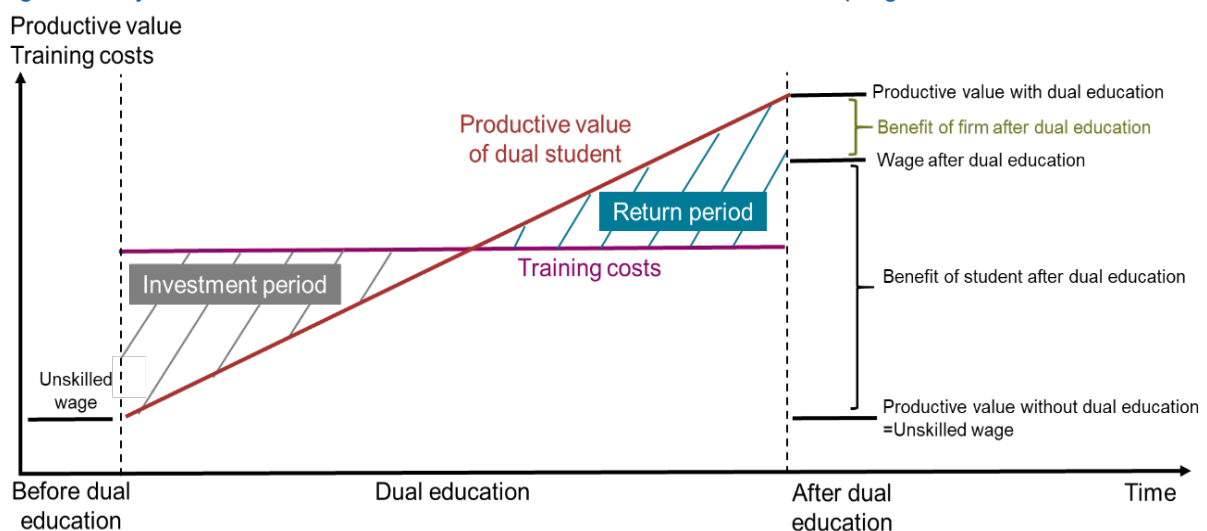 Productive value
Training costs
Productive value with dual education
Productive value
of dual student
Benefit of firm after dual education
Wage after dual education
Return period
Training costs
Investment period
Benefit of student after dual education
Unskilled
wage
Productive value without dual education
=Unskilled wage
Before dual
education
Dual education
After dual
education
Time